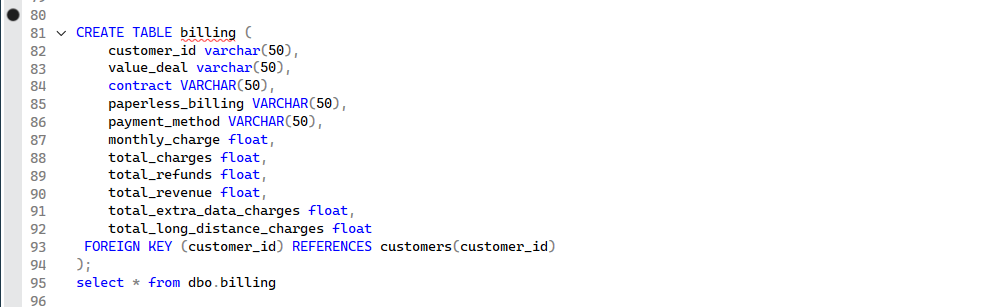 80
81 CREATE TABLE billing (
82 customer_id varchar(50),
83 value_deal varchar(50),
84 contract VARCHAR(50),
85 paperless_billing VARCHAR(50),
86 payment_method VARCHAR(50),
87 monthly_charge float,
88 total_charges float,
89 total_refunds float,
90 total_revenue float,
91 total_extra_data_charges float,
92 total_long_distance_charges float
93 FOREIGN KEY (customer_id) REFERENCES customers(customer_id)
94 );
95 select * from dbo.billing
96